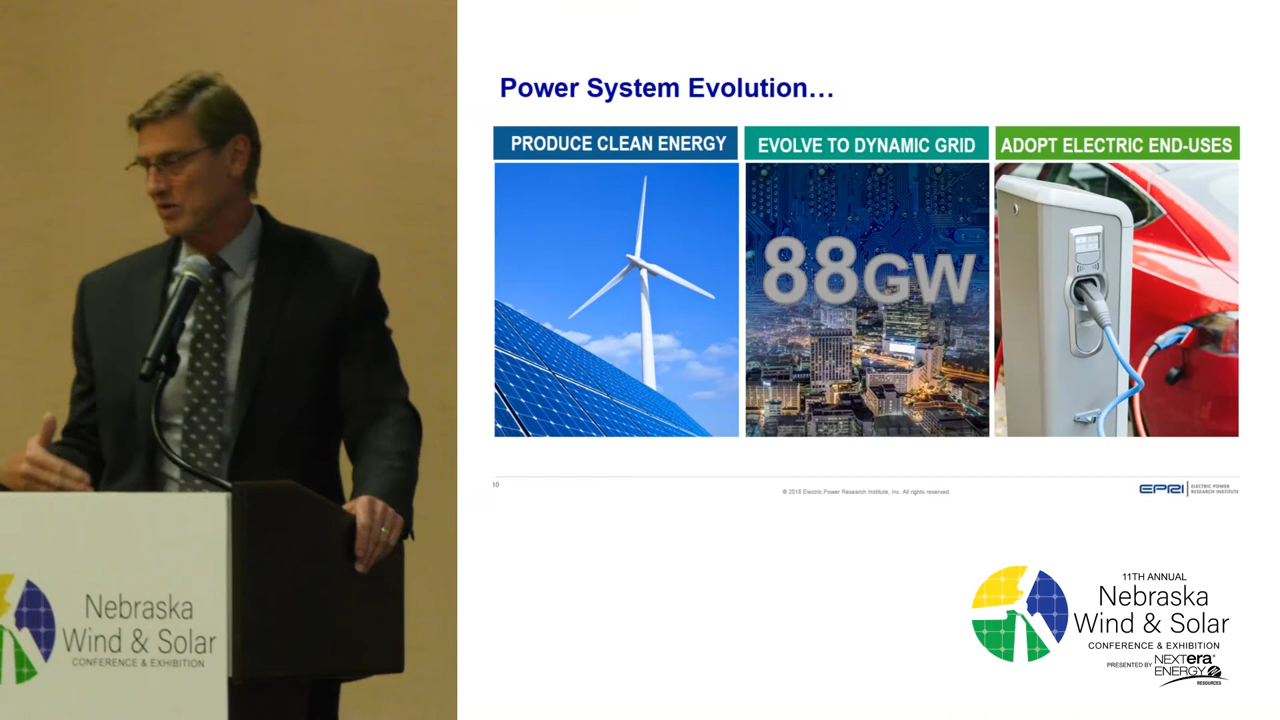 Power System Evolution…
PRODUCE CLEAN ENERGY
EVOLVE TO DYNAMIC GRID
ADOPT ELECTRIC END-USES
88GW
10
© 2018 Electric Power Research Institute, Inc. All rights reserved.
EPRI
ELECTRIC POWER
RESEARCH INSTITUTE
Nebraska
Wind & Solar
CONFERENCE & EXHIBITION
11TH ANNUAL
Nebraska
Wind & Solar
CONFERENCE & EXHIBITION
PRESENTED BY NEXTera
ENERGY
RESOURCES